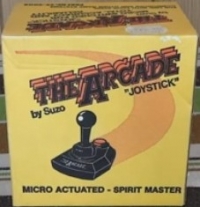 THE ARCADE
by Suzo "JOYSTICK"
MICRO ACTUATED - SPIRIT MASTER